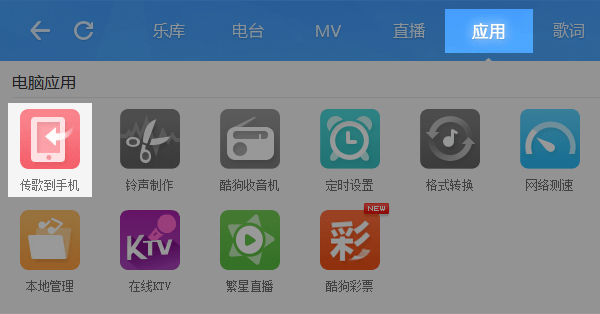 乐库 电台 MV 直播 应用 歌词
电脑应用
传歌到手机 铃声制作 酷狗收音机 定时设置 格式转换 网络测速
NEW
KTV 彩
本地管理 在线KTV 繁星直播 酷狗彩票